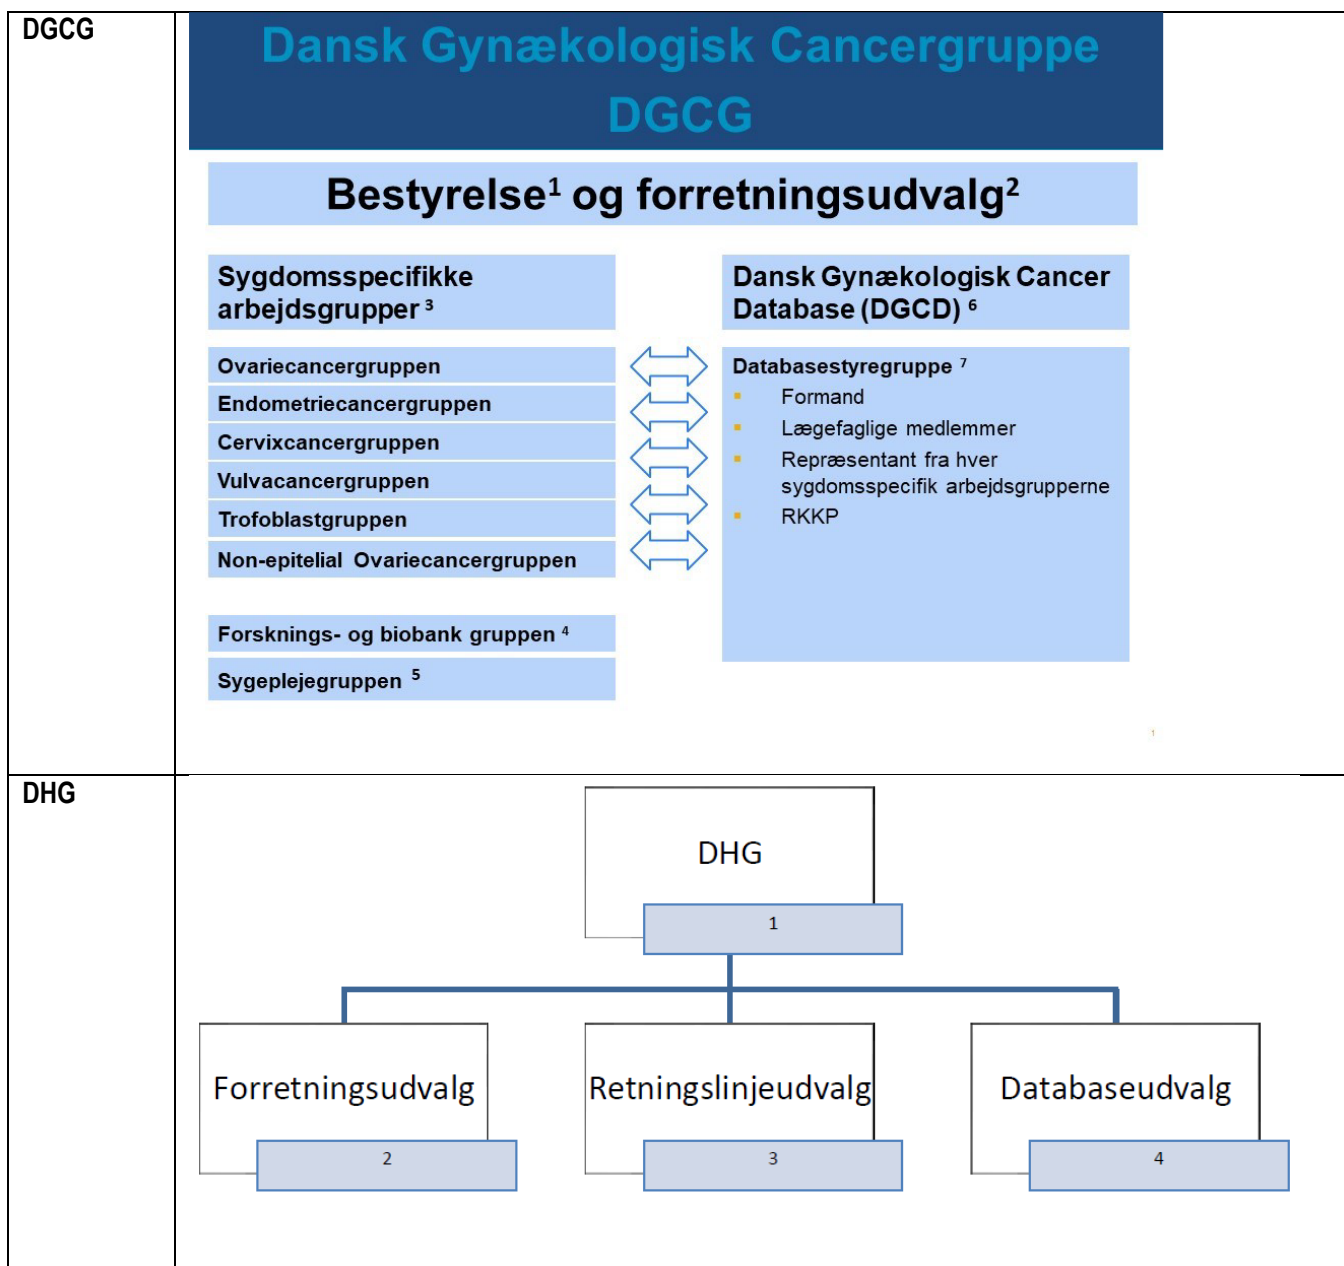 DGCG
Dansk Gynækologisk Cancergruppe
DGCG
Bestyrelse¹ og forretningsudvalg²
Sygdomsspecifikke
arbejdsgrupper ³
Ovariecancergruppen
Endometriecancergruppen
Cervixcancergruppen
Vulvacancergruppen
Trofoblastgruppen
Non-epitelial Ovariecancergruppen
Forsknings- og biobank gruppen ⁴
Sygeplejegruppen ⁵
Dansk Gynækologisk Cancer
Database (DGCD) ⁶
Databasestyregruppe ⁷
▪ Formand
▪ Lægefaglige medlemmer
▪ Repræsentant fra hver
sygdomsspecifik arbejdsgrupperne
▪ RKKP
1
DHG
DHG
1
Forretningsudvalg
2
Retningslinjeudvalg
3
Databaseudvalg
4